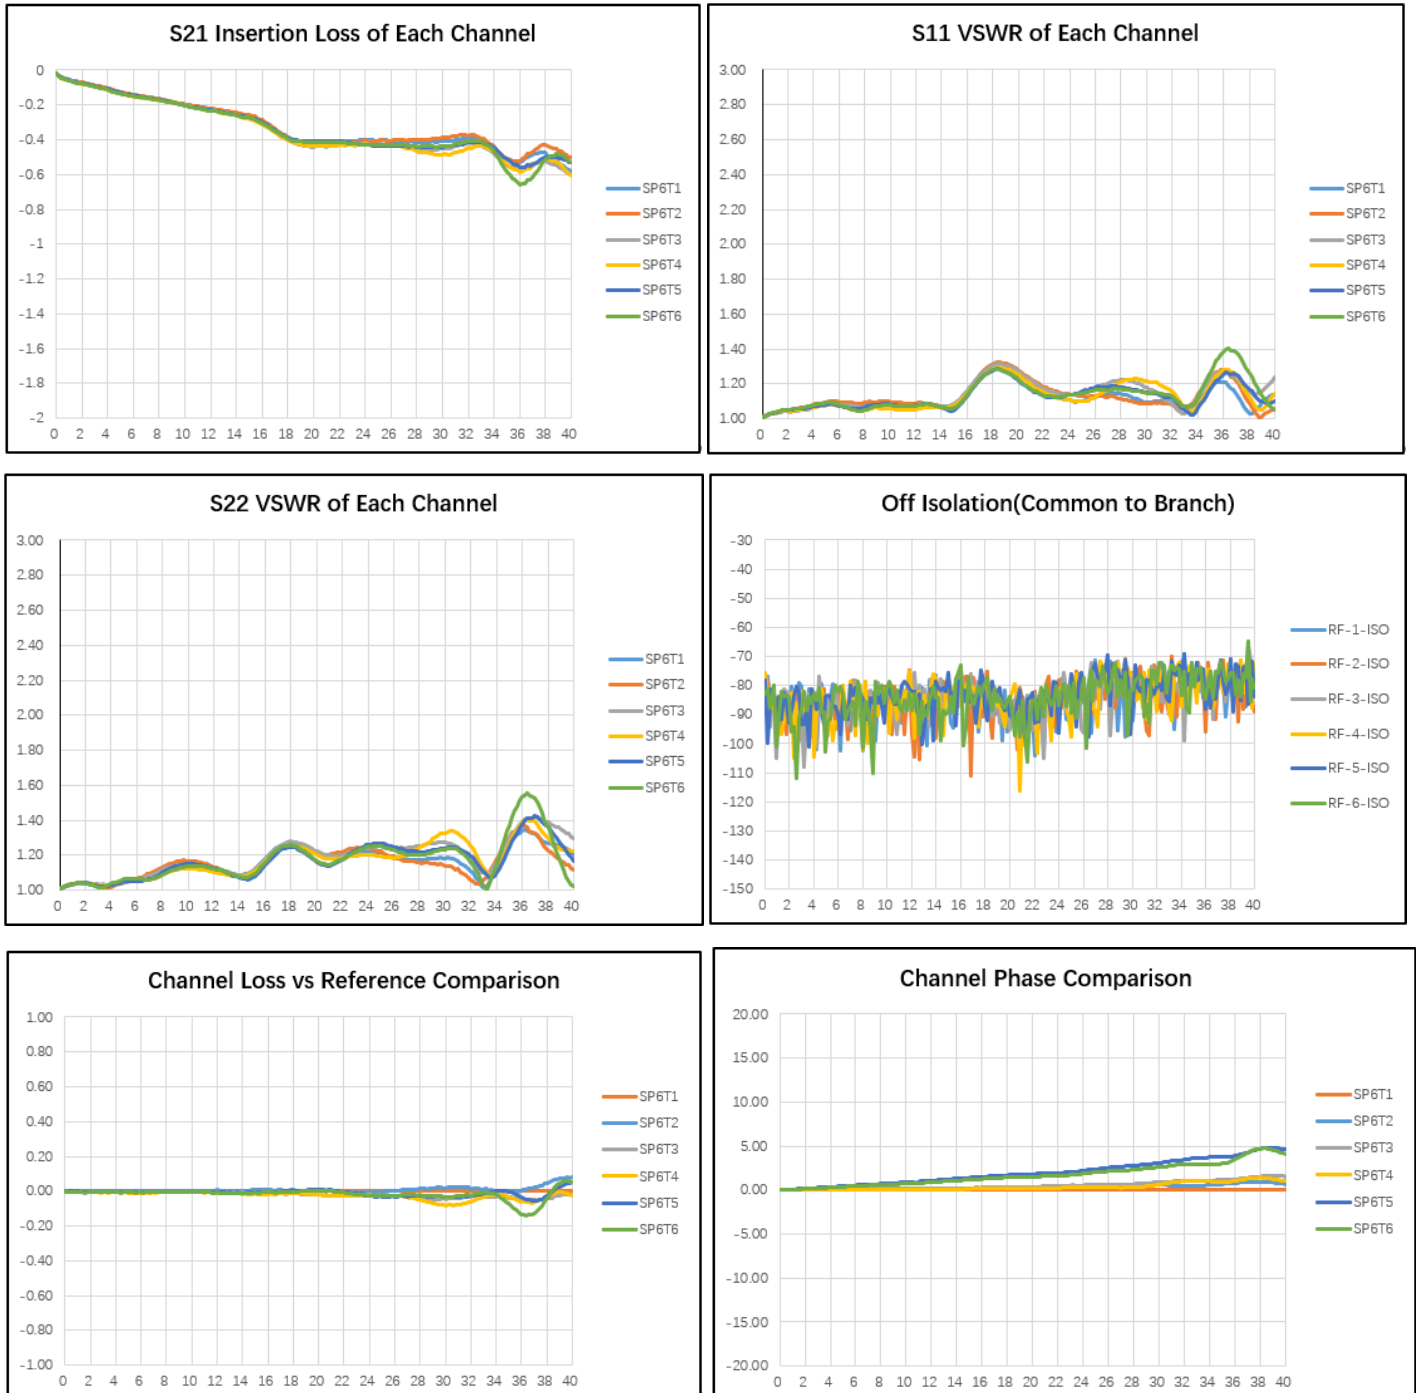 S21 Insertion Loss of Each Channel
0
-0.2
-0.4
-0.6
-0.8
-1
-1.2
-1.4
-1.6
-1.8
-2
0 2 4 6 8 10 12 14 16 18 20 22 24 26 28 30 32 34 36 38 40
SP6T1
SP6T2
SP6T3
SP6T4
SP6T5
SP6T6
S11 VSWR of Each Channel
3.00
2.80
2.60
2.40
2.20
2.00
1.80
1.60
1.40
1.20
1.00
0 2 4 6 8 10 12 14 16 18 20 22 24 26 28 30 32 34 36 38 40
SP6T1
SP6T2
SP6T3
SP6T4
SP6T5
SP6T6
S22 VSWR of Each Channel
3.00
2.80
2.60
2.40
2.20
2.00
1.80
1.60
1.40
1.20
1.00
0 2 4 6 8 10 12 14 16 18 20 22 24 26 28 30 32 34 36 38 40
SP6T1
SP6T2
SP6T3
SP6T4
SP6T5
SP6T6
Off Isolation(Common to Branch)
-30
-40
-50
-60
-70
-80
-90
-100
-110
-120
-130
-140
-150
0 2 4 6 8 10 12 14 16 18 20 22 24 26 28 30 32 34 36 38 40
RF-1-ISO
RF-2-ISO
RF-3-ISO
RF-4-ISO
RF-5-ISO
RF-6-ISO
Channel Loss vs Reference Comparison
1.00
0.80
0.60
0.40
0.20
0.00
-0.20
-0.40
-0.60
-0.80
-1.00
0 2 4 6 8 10 12 14 16 18 20 22 24 26 28 30 32 34 36 38 40
SP6T1
SP6T2
SP6T3
SP6T4
SP6T5
SP6T6
Channel Phase Comparison
20.00
15.00
10.00
5.00
0.00
-5.00
-10.00
-15.00
-20.00
0 2 4 6 8 10 12 14 16 18 20 22 24 26 28 30 32 34 36 38 40
SP6T1
SP6T2
SP6T3
SP6T4
SP6T5
SP6T6